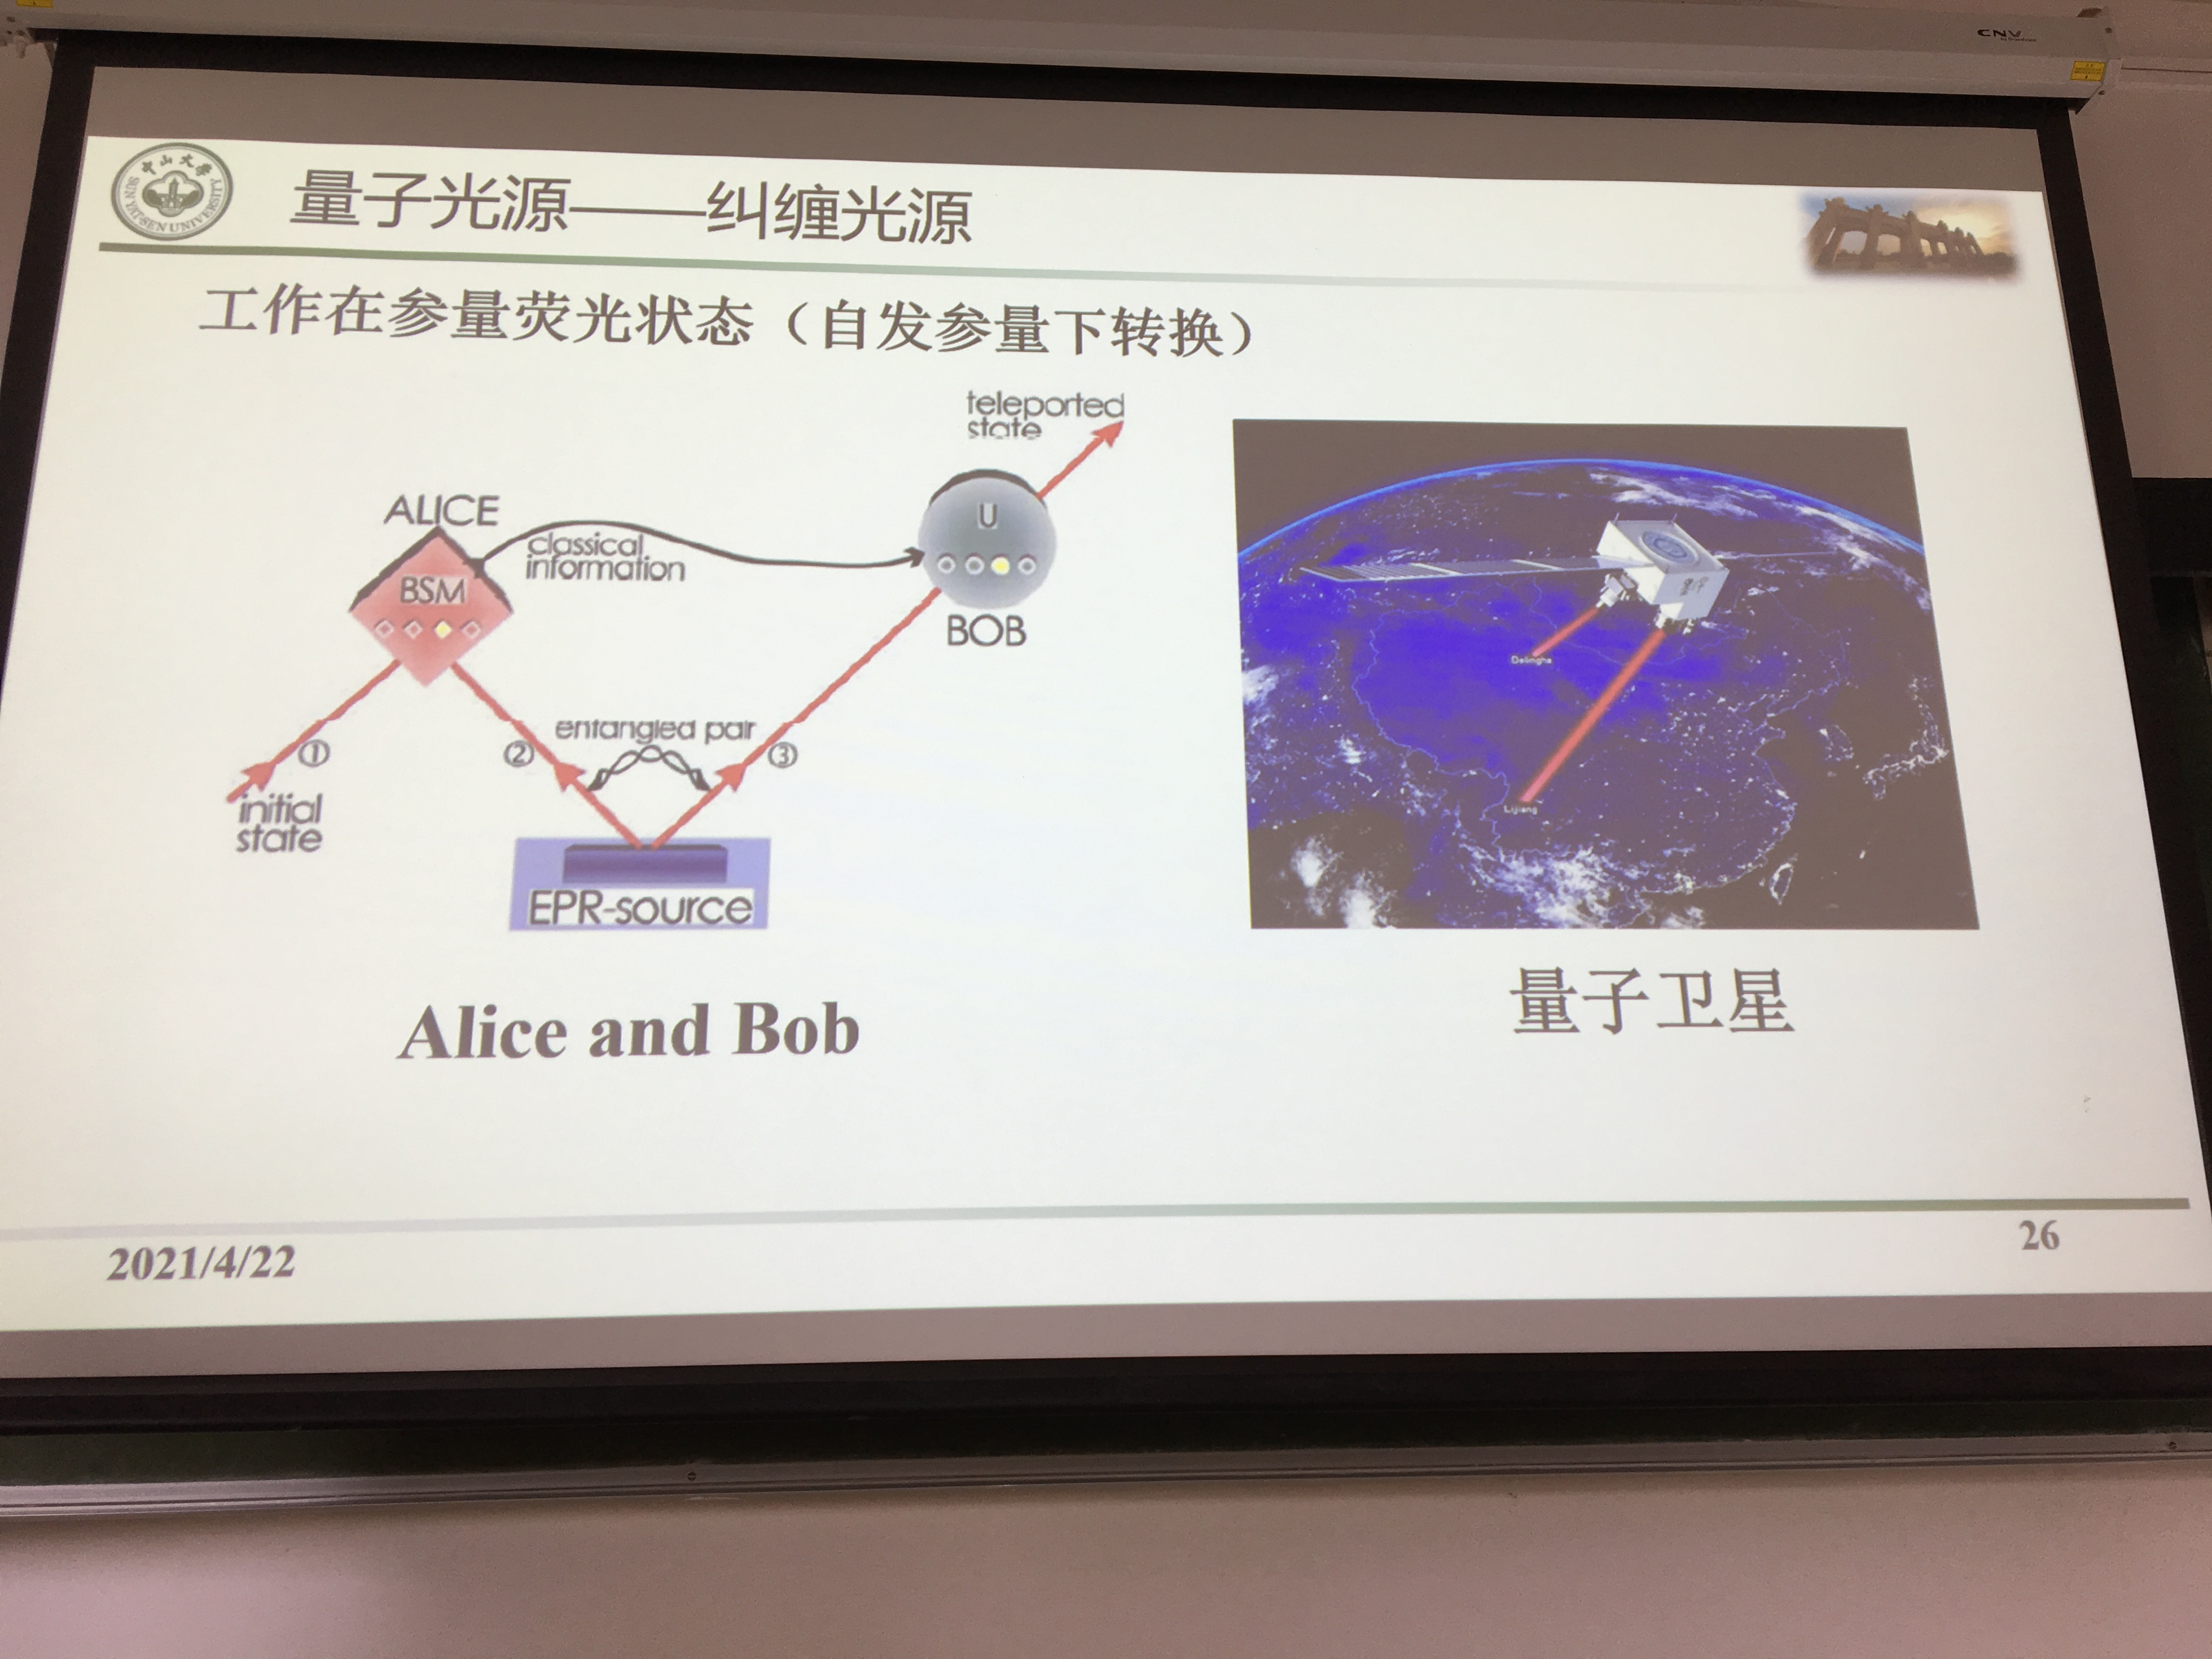 CNV
中山大学
SUN YAT-SEN UNIVERSITY
量子光源——纠缠光源
工作在参量荧光状态（自发参量下转换）
teleported
state
ALICE
classical
information
BSM
U
BOB
entangled pair
①
②
③
initial
state
EPR-source
Delingha
Lijiang
Alice and Bob
量子卫星
2021/4/22
26